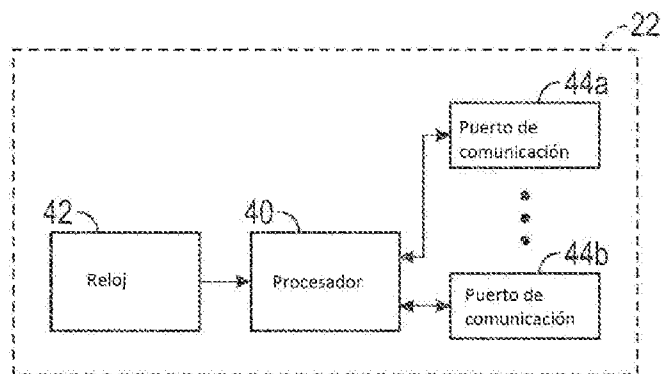 22
44a
Puerto de
comunicación
42
40
Reloj
Procesador
44b
Puerto de
comunicación